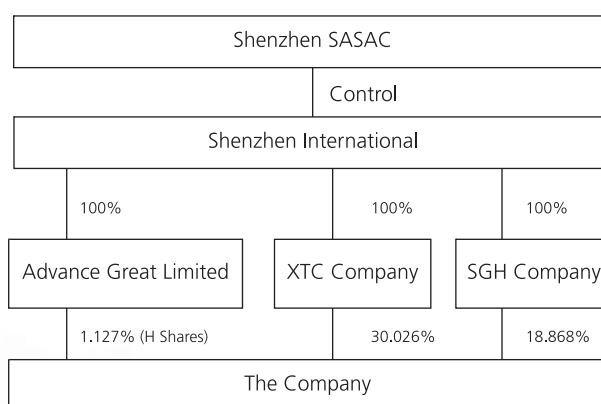 Shenzhen SASAC
Control
Shenzhen International
100% 100% 100%
Advance Great Limited XTC Company SGH Company
1.127% (H Shares) 30.026% 18.868%
The Company